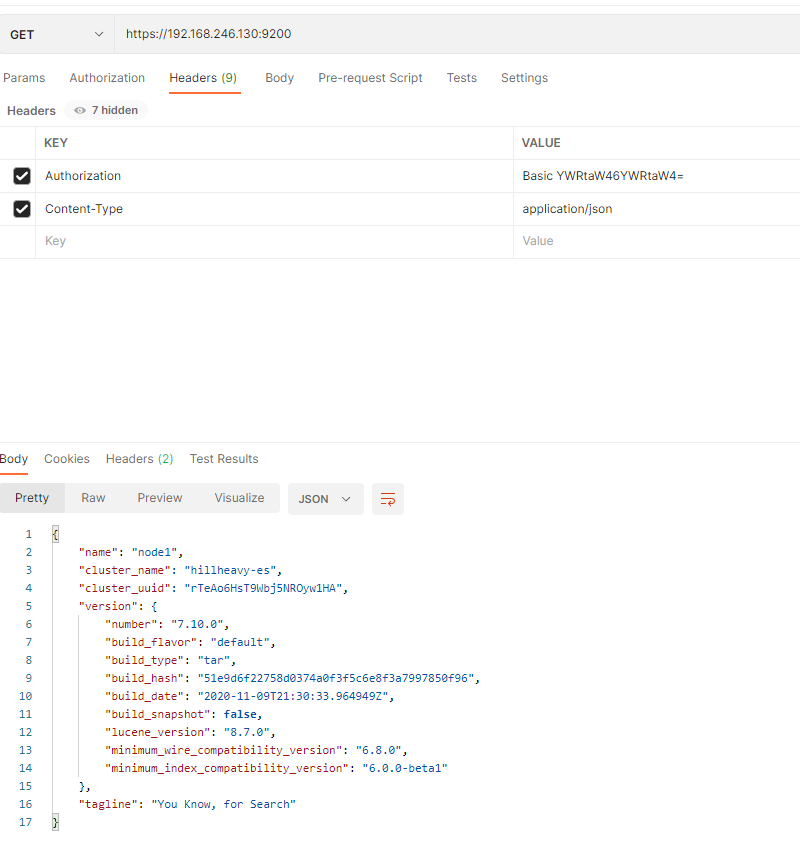 GET https://192.168.246.130:9200
Params Authorization Headers (9) Body Pre-request Script Tests Settings
Headers 7 hidden
KEY VALUE
Authorization Basic YWRtaW46YWRtaW4=
Content-Type application/json
Key Value
Body Cookies Headers (2) Test Results
Pretty Raw Preview Visualize JSON
1 {
2 "name": "node1",
3 "cluster_name": "hillheavy-es",
4 "cluster_uuid": "rTeAo6HsT9Wbj5NROyw1HA",
5 "version": {
6 "number": "7.10.0",
7 "build_flavor": "default",
8 "build_type": "tar",
9 "build_hash": "51e9d6f22758d0374a0f3f5c6e8f3a7997850f96",
10 "build_date": "2020-11-09T21:30:33.964949Z",
11 "build_snapshot": false,
12 "lucene_version": "8.7.0",
13 "minimum_wire_compatibility_version": "6.8.0",
14 "minimum_index_compatibility_version": "6.0.0-beta1"
15 },
16 "tagline": "You Know, for Search"
17 }